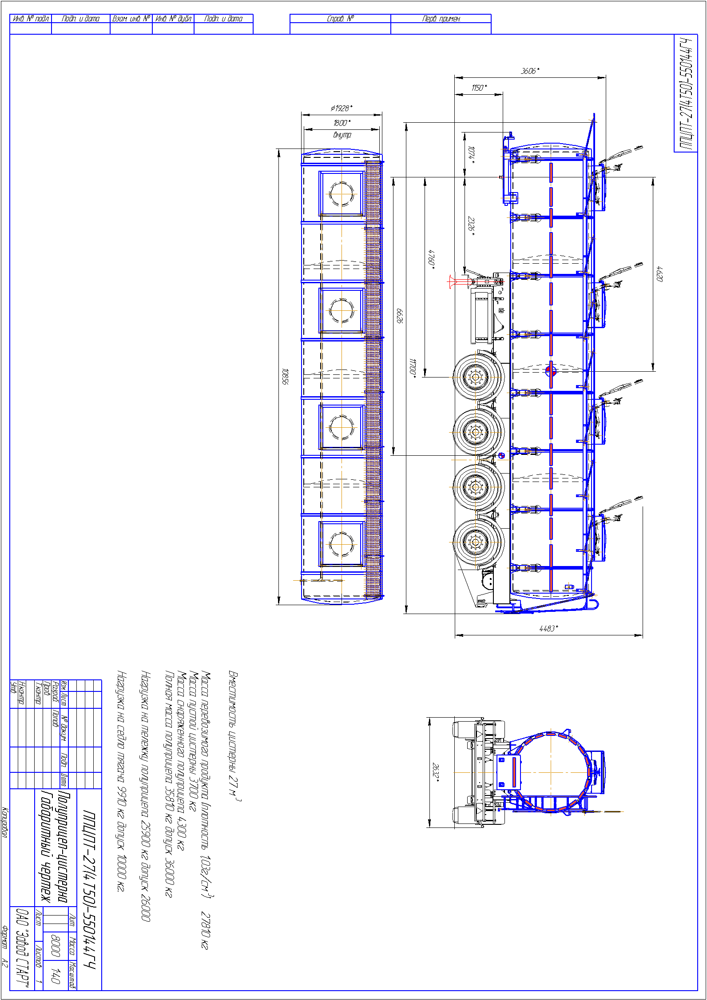 ППЦПТ-27(4Т50)-550144ГЧ
Перв. примен.
Справ. №
Подп. и дата
Инв. № дубл.
Взам. инв. №
Подп. и дата
Инв. № подл.
3606*
1150*
1074*
2326*
4760*
4620
6626
11700*
4483*
ϕ1928*
1800*
внутр.
10856
2632*
Вместимость цистерны 27 м³
Масса перевозимого продукта (плотность 1,03г/см³) 27810 кг
Масса пустой цистерны 3700 кг
Масса снаряженного полуприцепа 4300 кг
Полная масса полуприцепа 35810 кг допуск 36000 кг
Нагрузка на тележку полуприцепа 25900 кг допуск 26000
Нагрузка на седло тягача 9910 кг допуск 10000 кг.
ППЦПТ-27(4Т50)-550144ГЧ
Изм. Лист № докум. Подп. Дата
Разраб. Попов
Пров.
Т.контр.
Н.контр.
Утв.
Полуприцеп-цистерна
Габаритный чертеж
Лит. Масса Масштаб
8000 1:40
Лист Листов 1
ОАО "Завод СТАРТ"
Копировал Формат A2